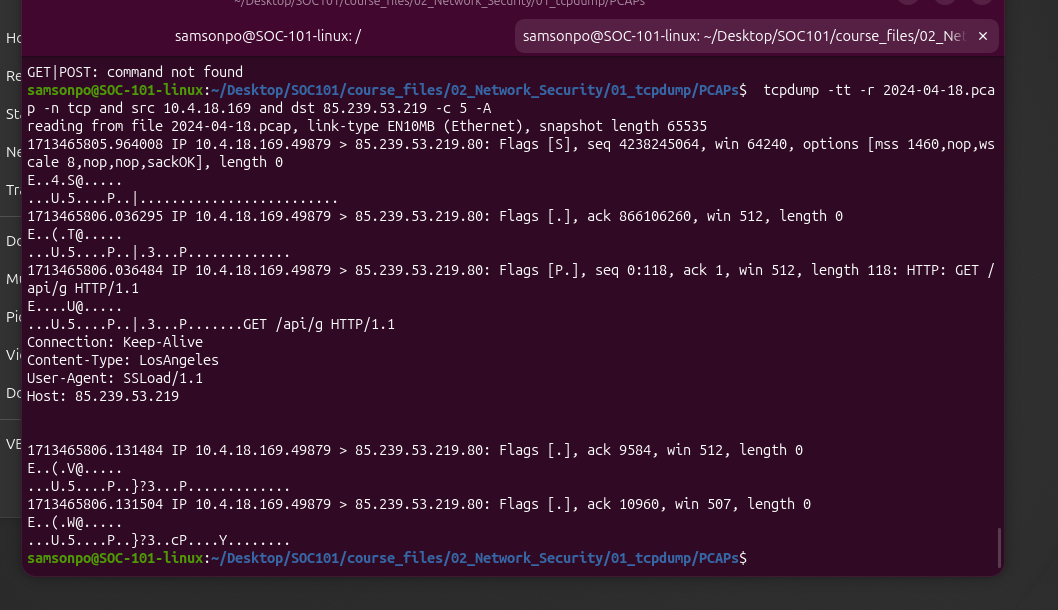 ~/Desktop/SOC101/course_files/02_Network_Security/01_tcpdump/PCAPs
samsonpo@SOC-101-linux: /
samsonpo@SOC-101-linux: ~/Desktop/SOC101/course_files/02_Net
GET|POST: command not found
samsonpo@SOC-101-linux:~/Desktop/SOC101/course_files/02_Network_Security/01_tcpdump/PCAPs$  tcpdump -tt -r 2024-04-18.pca
p -n tcp and src 10.4.18.169 and dst 85.239.53.219 -c 5 -A
reading from file 2024-04-18.pcap, link-type EN10MB (Ethernet), snapshot length 65535
1713465805.964008 IP 10.4.18.169.49879 > 85.239.53.219.80: Flags [S], seq 4238245064, win 64240, options [mss 1460,nop,ws
cale 8,nop,nop,sackOK], length 0
E..4.S@.....
...U.5....P..|.........................
1713465806.036295 IP 10.4.18.169.49879 > 85.239.53.219.80: Flags [.], ack 866106260, win 512, length 0
E..(.T@.....
...U.5....P..|.3...P.............
1713465806.036484 IP 10.4.18.169.49879 > 85.239.53.219.80: Flags [P.], seq 0:118, ack 1, win 512, length 118: HTTP: GET /
api/g HTTP/1.1
E....U@.....
...U.5....P..|.3...P.......GET /api/g HTTP/1.1
Connection: Keep-Alive
Content-Type: LosAngeles
User-Agent: SSLoad/1.1
Host: 85.239.53.219
1713465806.131484 IP 10.4.18.169.49879 > 85.239.53.219.80: Flags [.], ack 9584, win 512, length 0
E..(.V@.....
...U.5....P..}?3...P.............
1713465806.131504 IP 10.4.18.169.49879 > 85.239.53.219.80: Flags [.], ack 10960, win 507, length 0
E..(.W@.....
...U.5....P..}?3..cP....Y........
samsonpo@SOC-101-linux:~/Desktop/SOC101/course_files/02_Network_Security/01_tcpdump/PCAPs$